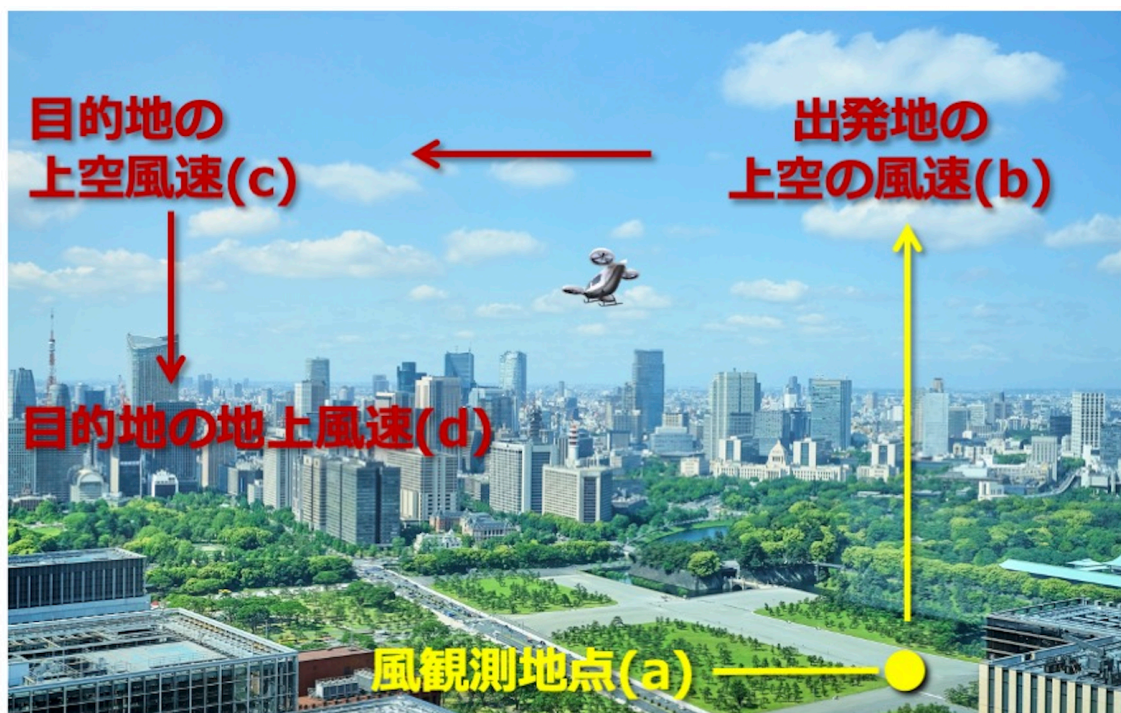 目的地の
上空風速(c)
出発地の
上空の風速(b)
目的地の地上風速(d)
風観測地点(a)